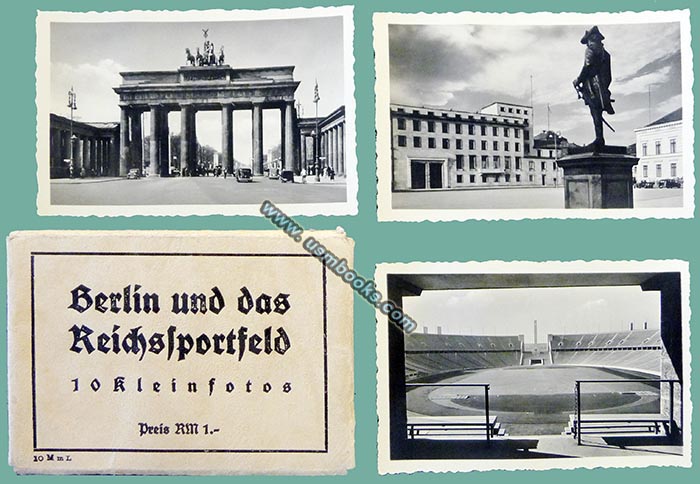 www.usmbooks.com
Berlin und das
Reichssportfeld
10 Kleinfotos
Preis RM 1.-
10 M m L